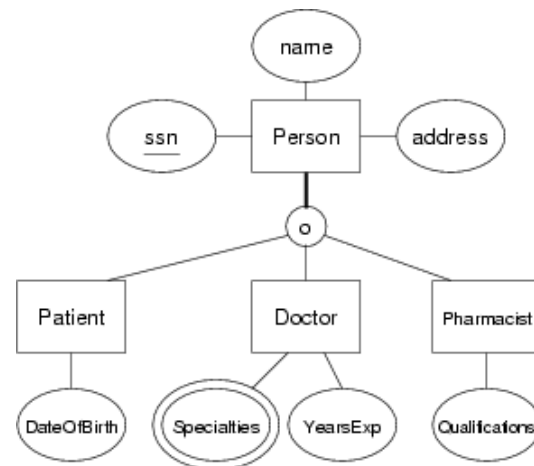 name
ssn
Person
address
o
Patient
Doctor
Pharmacist
DateOfBirth
Specialties
YearsExp
Qualifications